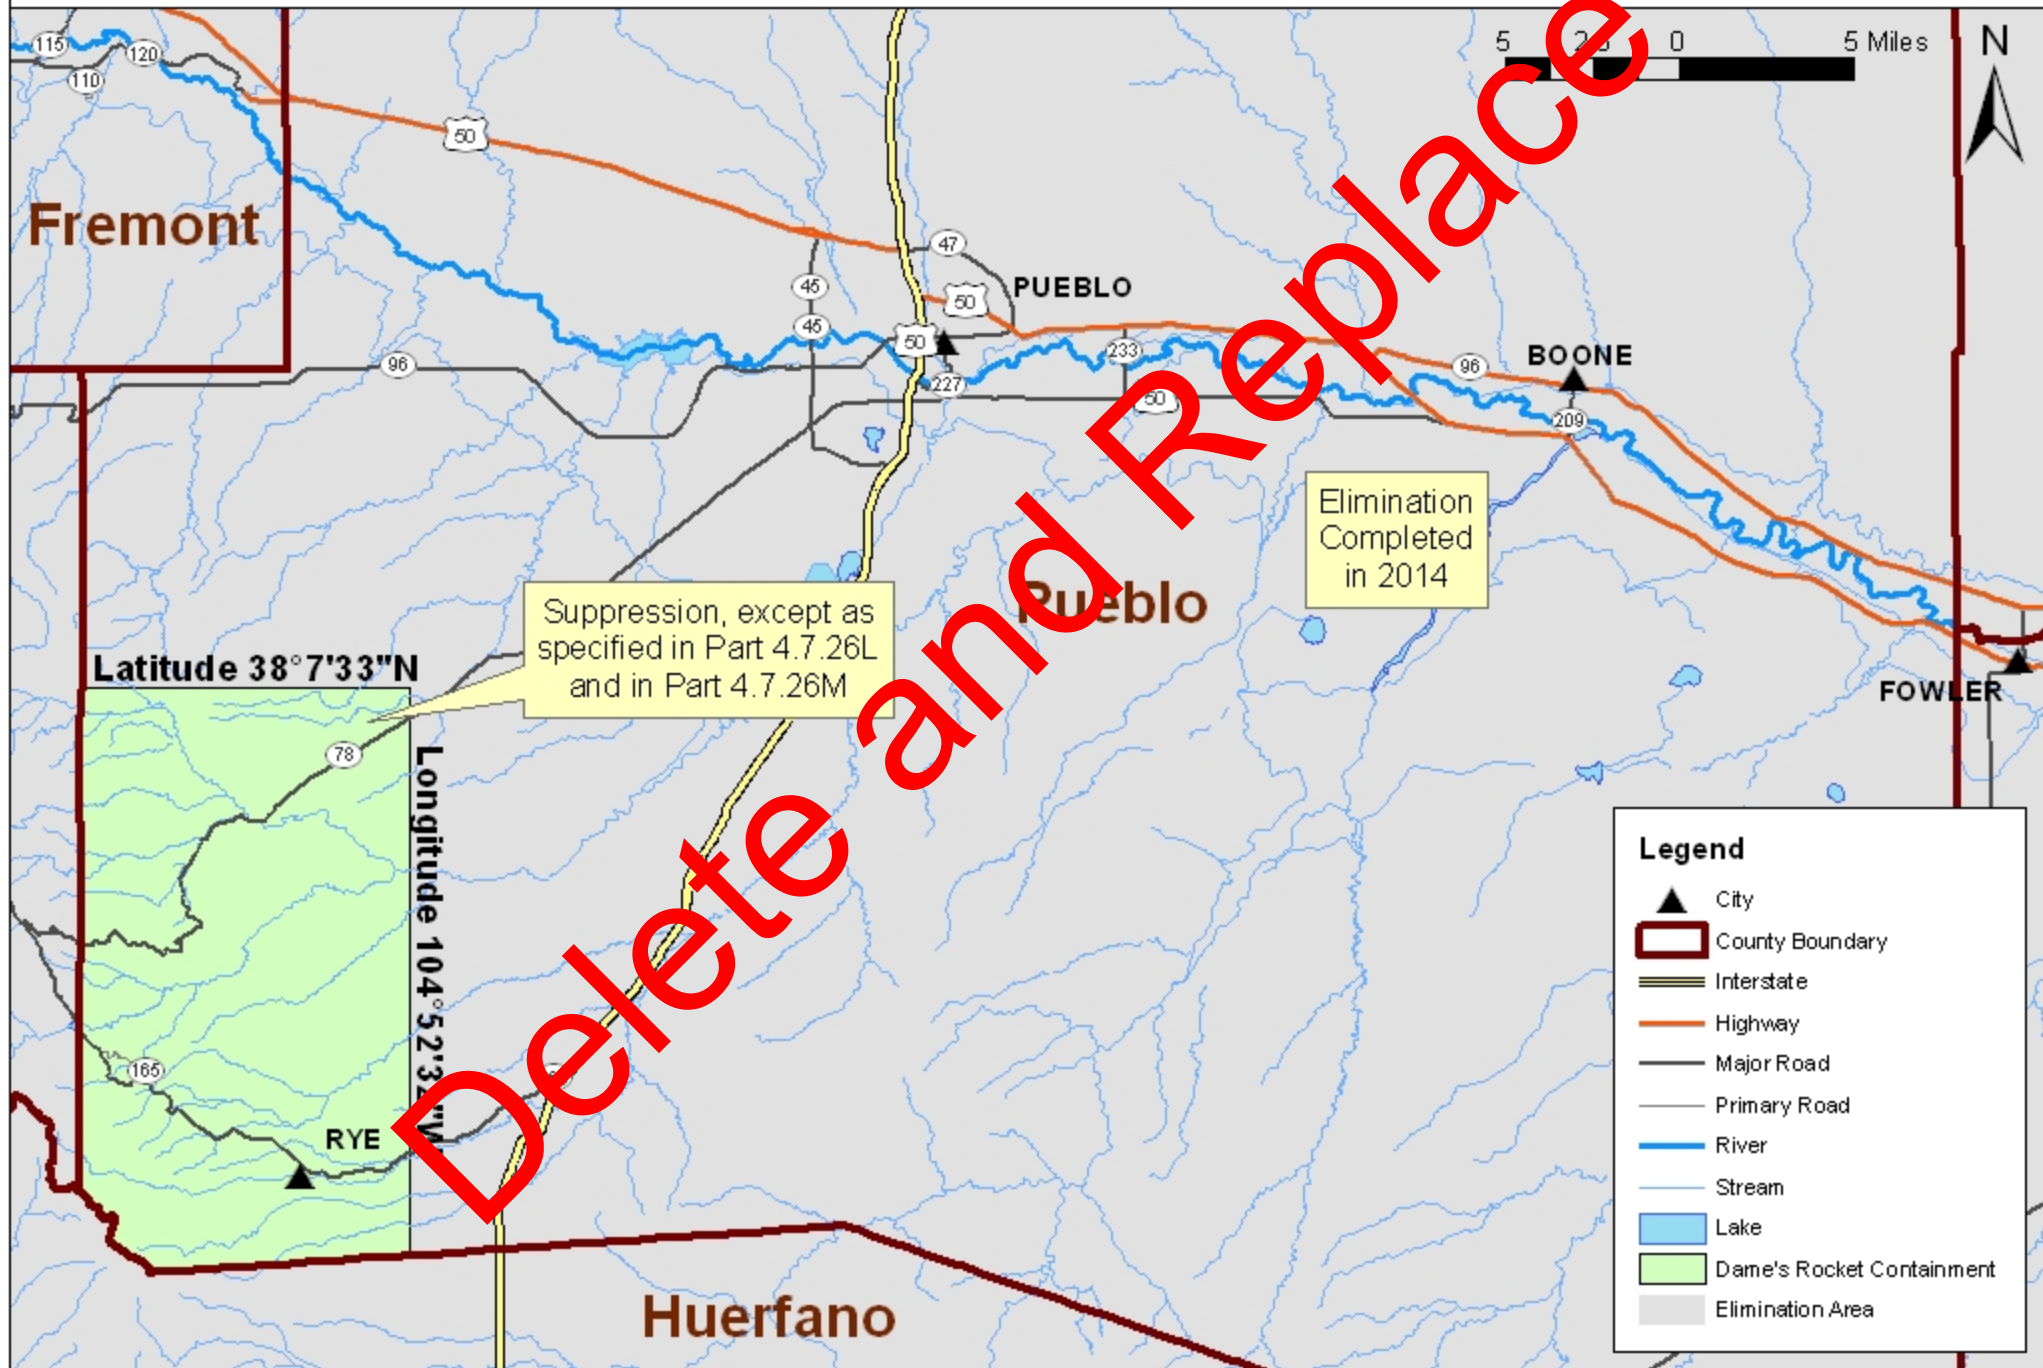 5 2.5 0 5 Miles
N
115
120
110
50
Fremont
47
45
50
PUEBLO
45
50
233
BOONE
96
96
227
50
209
Elimination
Completed
in 2014
Pueblo
Suppression, except as
specified in Part 4.7.26L
and in Part 4.7.26M
Latitude 38°7'33"N
FOWLER
78
Longitude 104°52'32"W
165
RYE
Huerfano
Delete and Replace
Legend
City
County Boundary
Interstate
Highway
Major Road
Primary Road
River
Stream
Lake
Dame's Rocket Containment
Elimination Area